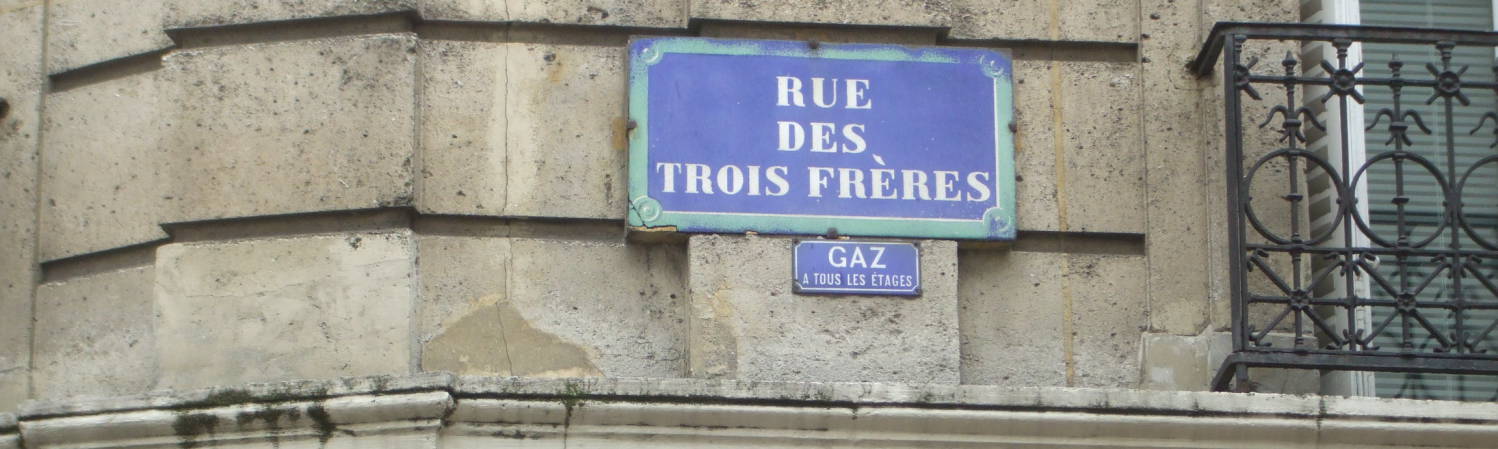 RUE
DES
TROIS FRÈRES
GAZ
A TOUS LES ÉTAGES